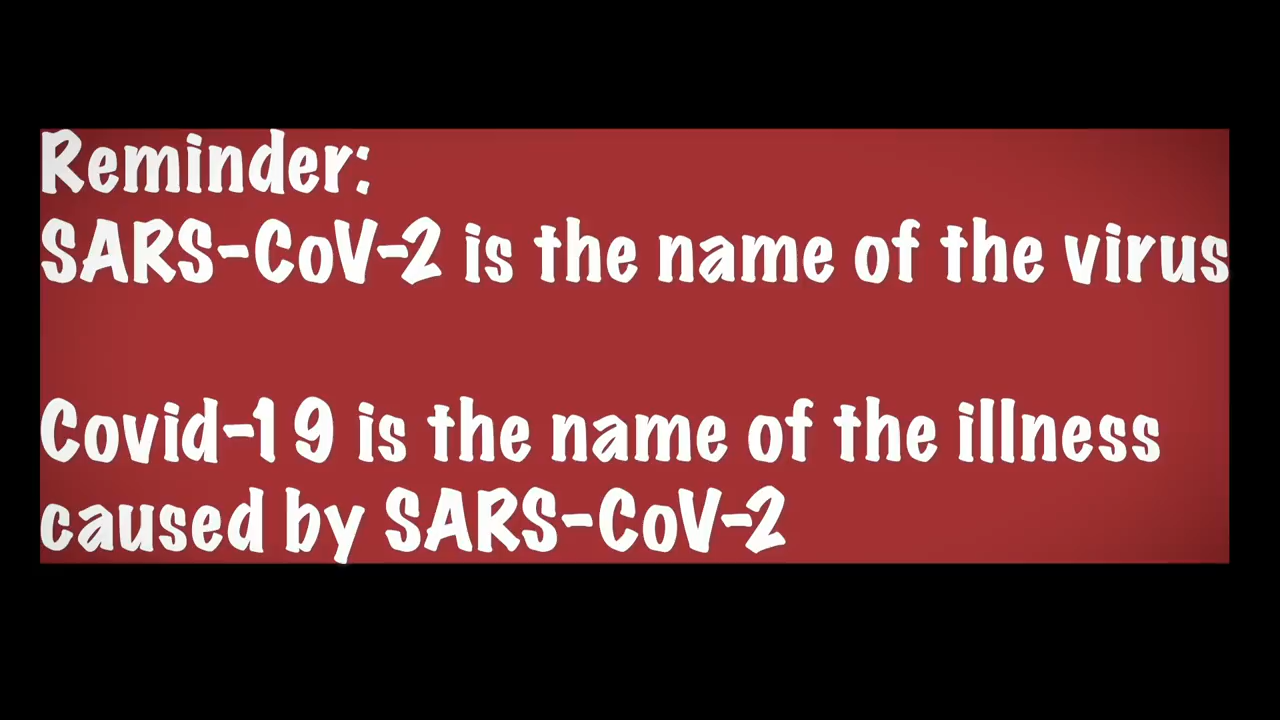 Reminder:
SARS-CoV-2 is the name of the virus
Covid-19 is the name of the illness
caused by SARS-CoV-2